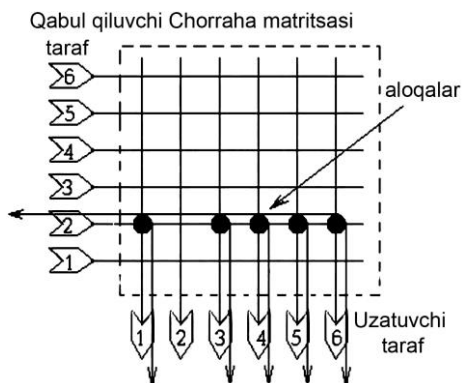 Qabul qiluvchi Chorraha matritsasi
taraf
6
5
aloqalar
4
3
2
1
1 2 3 4 5 6
Uzatuvchi
taraf